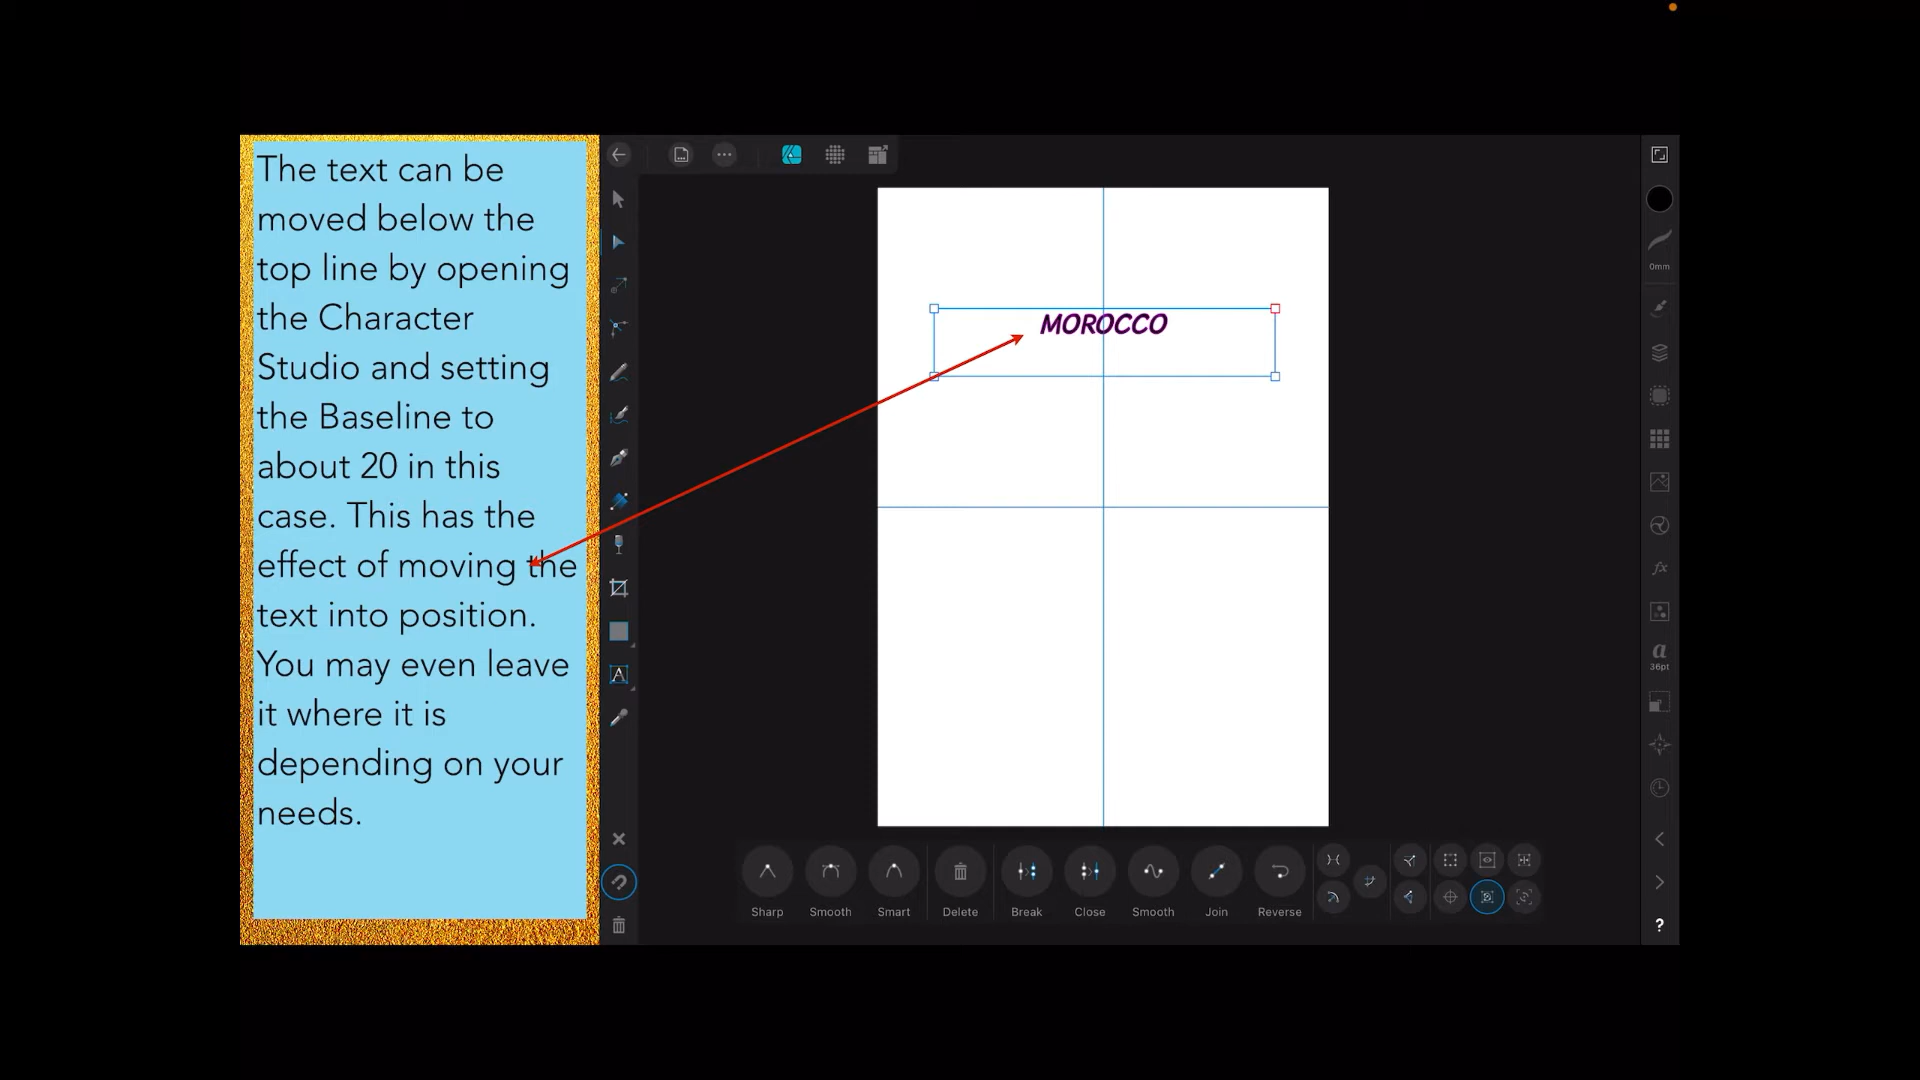 The text can be
moved below the
top line by opening
the Character
Studio and setting
the Baseline to
about 20 in this
case. This has the
effect of moving the
text into position.
You may even leave
it where it is
depending on your
needs.
MOROCCO
0mm
fx
a
36pt
A
?
Sharp
Smooth
Smart
Delete
Break
Close
Smooth
Join
Reverse